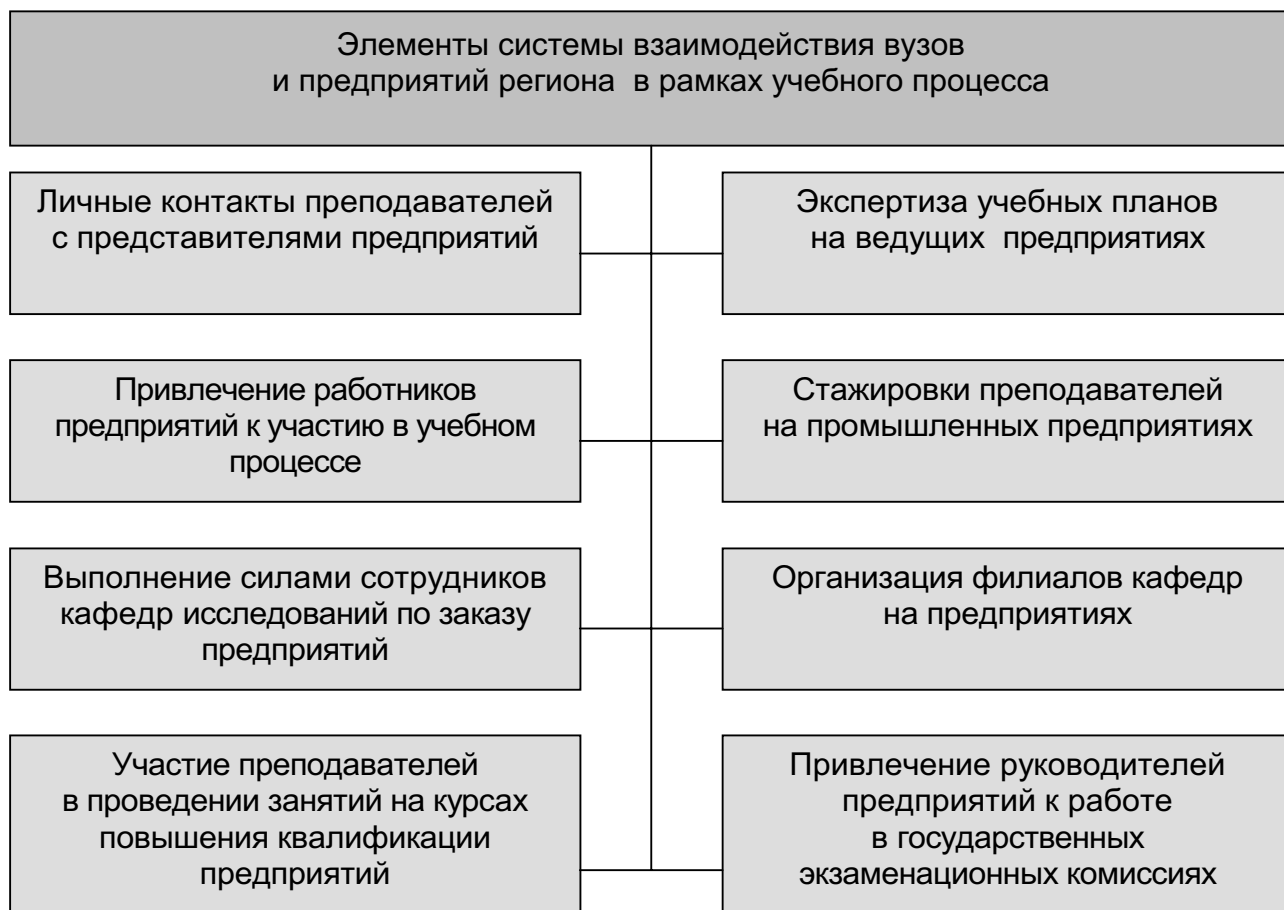 Элементы системы взаимодействия вузов
и предприятий региона в рамках учебного процесса
Личные контакты преподавателей
с представителями предприятий
Экспертиза учебных планов
на ведущих предприятиях
Привлечение работников
предприятий к участию в учебном
процессе
Стажировки преподавателей
на промышленных предприятиях
Выполнение силами сотрудников
кафедр исследований по заказу
предприятий
Организация филиалов кафедр
на предприятиях
Участие преподавателей
в проведении занятий на курсах
повышения квалификации
предприятий
Привлечение руководителей
предприятий к работе
в государственных
экзаменационных комиссиях